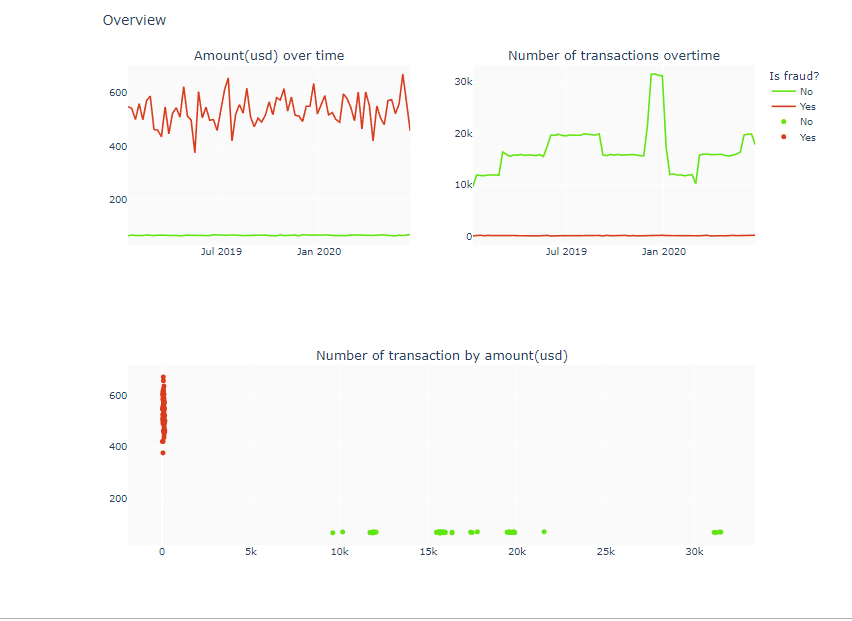 Overview
Amount(usd) over time
600
400
200
Jul 2019
Jan 2020
Number of transactions overtime
30k
20k
10k
0
Jul 2019
Jan 2020
Is fraud?
No
Yes
No
Yes
Number of transaction by amount(usd)
600
400
200
0
5k
10k
15k
20k
25k
30k